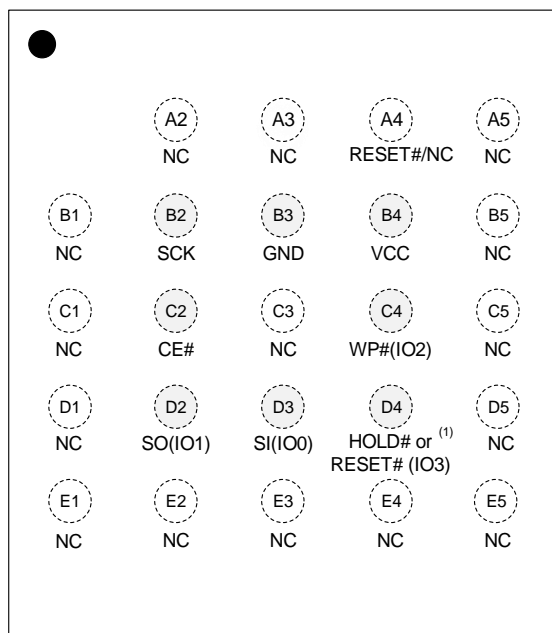 A2 A3 A4 A5
NC NC RESET#/NC NC
B1 B2 B3 B4 B5
NC SCK GND VCC NC
C1 C2 C3 C4 C5
NC CE# NC WP#(IO2) NC
D1 D2 D3 D4 D5
NC SO(IO1) SI(IO0) HOLD# or (1) NC
RESET# (IO3)
E1 E2 E3 E4 E5
NC NC NC NC NC